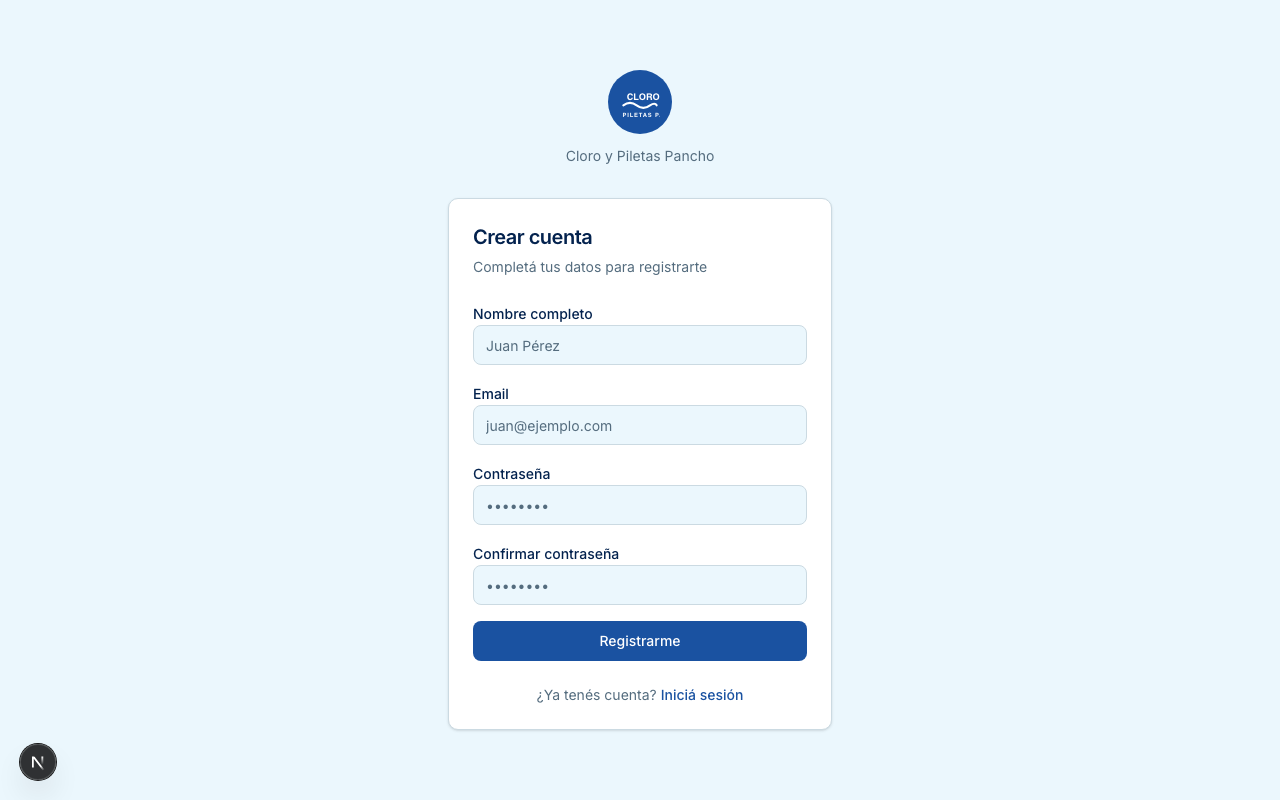 CLORO
PILETAS P.
Cloro y Piletas Pancho
Crear cuenta
Completá tus datos para registrarte
Nombre completo
Juan Pérez
Email
juan@ejemplo.com
Contraseña
••••••••
Confirmar contraseña
••••••••
Registrarme
¿Ya tenés cuenta? Iniciá sesión
N